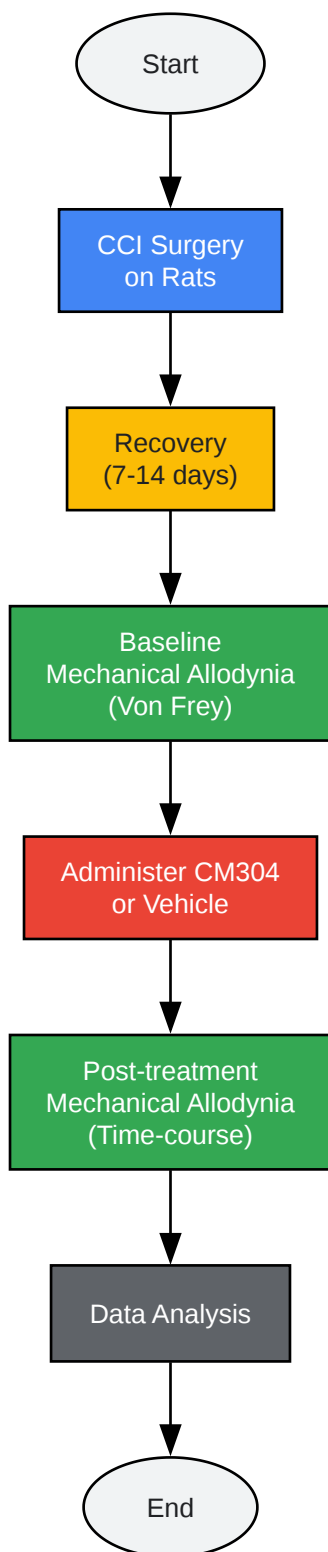 Start
CCI Surgery
on Rats
Recovery
(7-14 days)
Baseline
Mechanical Allodynia
(Von Frey)
Administer CM304
or Vehicle
Post-treatment
Mechanical Allodynia
(Time-course)
Data Analysis
End